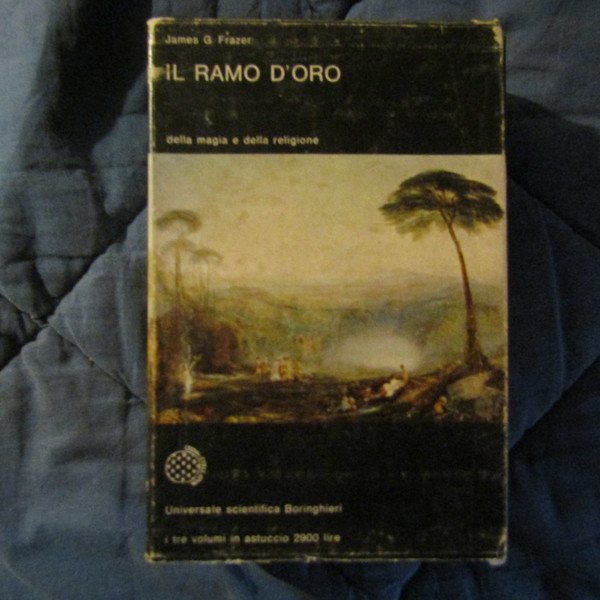 James G. Frazer
IL RAMO D'ORO
della magia e della religione
Universale scientifica Boringhieri
i tre volumi in astuccio 2900 lire